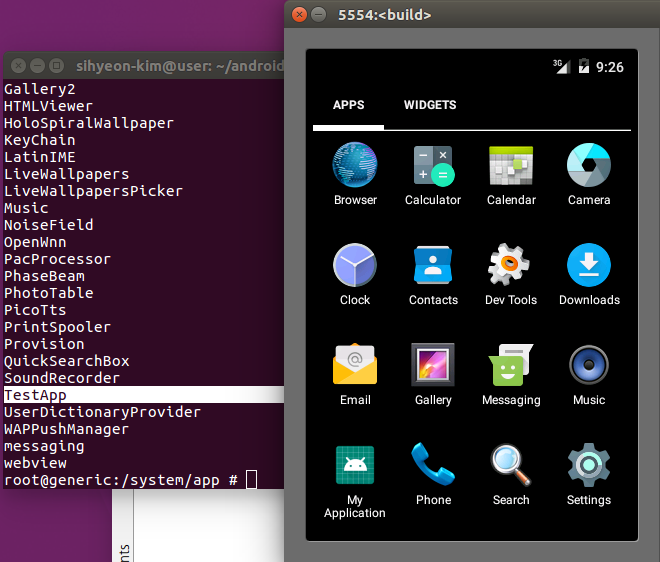 5554:<build>
sihyeon-kim@user: ~/android
Gallery2
HTMLViewer
HoloSpiralWallpaper
KeyChain
LatinIME
LiveWallpapers
LiveWallpapersPicker
Music
NoiseField
OpenWnn
PacProcessor
PhaseBeam
PhotoTable
PicoTts
PrintSpooler
Provision
QuickSearchBox
SoundRecorder
TestApp
UserDictionaryProvider
WAPPushManager
messaging
webview
root@generic:/system/app #
nts
3G 9:26
APPS WIDGETS
Browser Calculator Calendar Camera
Clock Contacts Dev Tools Downloads
Email Gallery Messaging Music
My Phone Search Settings
Application